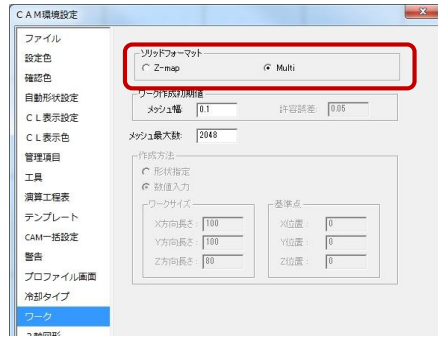 CAM環境設定
ファイル
設定色
確認色
自動形状設定
CL表示設定
CL表示色
管理項目
工具
演算工程表
テンプレート
CAM一括設定
警告
プロファイル画面
冷却タイプ
ワーク
ソリッドフォーマット
Z-map Multi
ワーク作成初期値
メッシュ幅 0.1 許容誤差: 0.05
メッシュ最大数: 2048
作成方法
形状指定
数値入力
ワークサイズ
X方向長さ: 100
Y方向長さ: 100
Z方向長さ: 80
基準点
X位置: 0
Y位置: 0
Z位置: 0